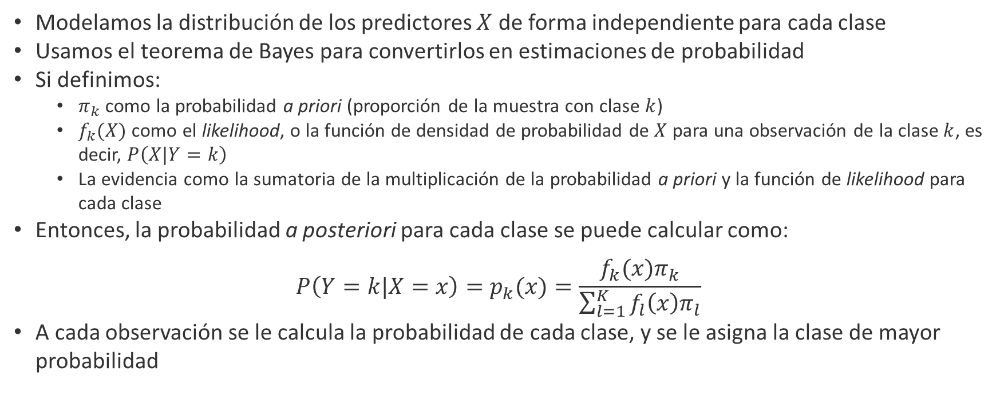 • Modelamos la distribución de los predictores X de forma independiente para cada clase
• Usamos el teorema de Bayes para convertirlos en estimaciones de probabilidad
• Si definimos:
• π_k como la probabilidad a priori (proporción de la muestra con clase k)
• f_k(X) como el likelihood, o la función de densidad de probabilidad de X para una observación de la clase k, es
decir, P(X|Y = k)
• La evidencia como la sumatoria de la multiplicación de la probabilidad a priori y la función de likelihood para
cada clase
• Entonces, la probabilidad a posteriori para cada clase se puede calcular como:
P(Y = k|X = x) = p_k(x) = \frac{f_k(x)π_k}{∑_{l=1}^{K} f_l(x)π_l}
• A cada observación se le calcula la probabilidad de cada clase, y se le asigna la clase de mayor
probabilidad